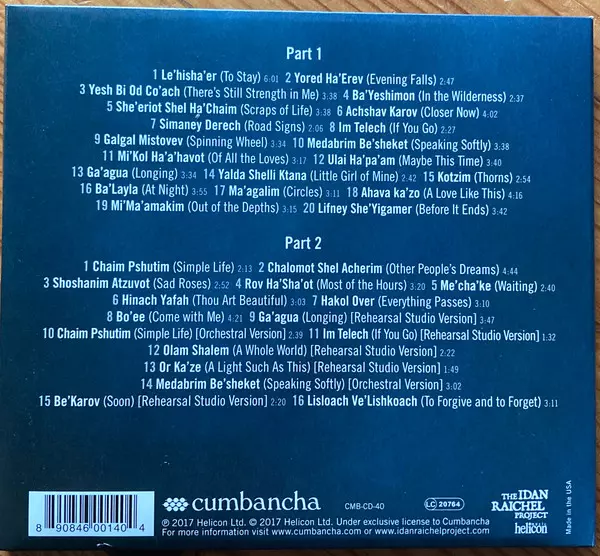 Part 1
1 Le'hisha'er (To Stay) 6:01 2 Yored Ha'Erev (Evening Falls) 2:47
3 Yesh Bi Od Co'ach (There's Still Strength in Me) 3:38 4 Ba'Yeshimon (In the Wilderness) 2:37
5 She'eriot Shel Ha'Chaim (Scraps of Life) 3:38 6 Achshav Karov (Closer Now) 4:02
7 Simaney Derech (Road Signs) 2:06 8 Im Telech (If You Go) 2:27
9 Galgal Mistovev (Spinning Wheel) 3:34 10 Medabrim Be'sheket (Speaking Softly) 3:38
11 Mi'Kol Ha'a'havot (Of All the Loves) 3:17 12 Ulai Ha'pa'am (Maybe This Time) 3:40
13 Ga'agua (Longing) 3:34 14 Yalda Shelli Ktana (Little Girl of Mine) 2:42 15 Kotzim (Thorns) 2:54
16 Ba'Layla (At Night) 3:55 17 Ma'agalim (Circles) 3:11 18 Ahava ka'zo (A Love Like This) 4:16
19 Mi'Ma'amakim (Out of the Depths) 3:15 20 Lifney She'Yigamer (Before It Ends) 3:42
Part 2
1 Chaim Pshutim (Simple Life) 2:13 2 Chalomot Shel Acherim (Other People's Dreams) 4:44
3 Shoshanim Atzuvot (Sad Roses) 2:52 4 Rov Ha'Sha'ot (Most of the Hours) 3:20 5 Me'cha'ke (Waiting) 2:40
6 Hinach Yafah (Thou Art Beautiful) 3:03 7 Hakol Over (Everything Passes) 3:10
8 Bo'ee (Come with Me) 4:21 9 Ga'agua (Longing) [Rehearsal Studio Version] 3:47
10 Chaim Pshutim (Simple Life) [Orchestral Version] 2:39 11 Im Telech (If You Go) [Rehearsal Studio Version] 1:32
12 Olam Shalem (A Whole World) [Rehearsal Studio Version] 2:22
13 Or Ka'ze (A Light Such As This) [Rehearsal Studio Version] 1:49
14 Medabrim Be'sheket (Speaking Softly) [Orchestral Version] 3:02
15 Be'Karov (Soon) [Rehearsal Studio Version] 2:20 16 Lisloach Ve'Lishkoach (To Forgive and to Forget) 3:11
8 90846 00140 4
cumbancha
CMB-CD-40
LC 20764
THE IDAN RAICHEL PROJECT
helicon
Made in the USA
℗ 2017 Helicon Ltd. © 2017 Helicon Ltd. Under exclusive license to Cumbancha
For more information visit www.cumbancha.com or www.idanraichelproject.com